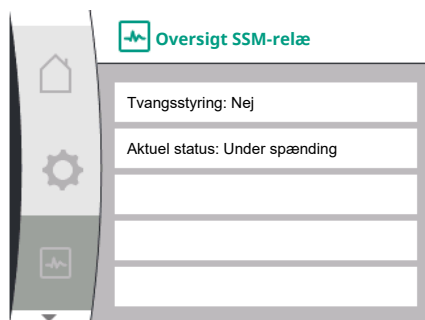 Oversigt SSM-relæ
Tvangsstyring: Nej
Aktuel status: Under spænding